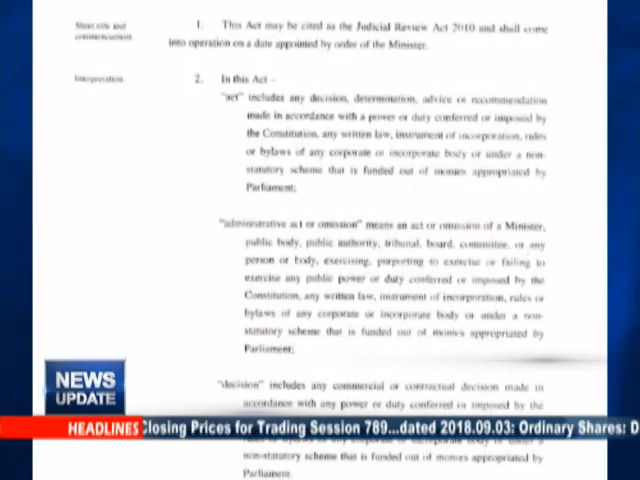 Short title and
commencement
1. This Act may be cited as the Judicial Review Act 2010 and shall come
into operation on a date appointed by order of the Minister.
Interpretation
2. In this Act –
"act" includes any decision, determination, advice or recommendation
made in accordance with a power or duty conferred or imposed by
the Constitution, any written law, instrument of incorporation, rules
or bylaws of any corporate or incorporate body or under a non-
statutory scheme that is funded out of monies appropriated by
Parliament;
"administrative act or omission" means an act or omission of a Minister,
public body, public authority, tribunal, board, committee, or any
person or body, exercising, purporting to exercise or failing to
exercise any public power or duty conferred or imposed by the
Constitution, any written law, instrument of incorporation, rules or
bylaws of any corporate or incorporate body or under a non-
statutory scheme that is funded out of monies appropriated by
Parliament;
"decision" includes any commercial or contractual decision made in
accordance with any power or duty conferred or imposed by the
non-statutory scheme that is funded out of monies appropriated by
Parliament.
NEWS
UPDATE
HEADLINES Closing Prices for Trading Session 789...dated 2018.09.03: Ordinary Shares: D